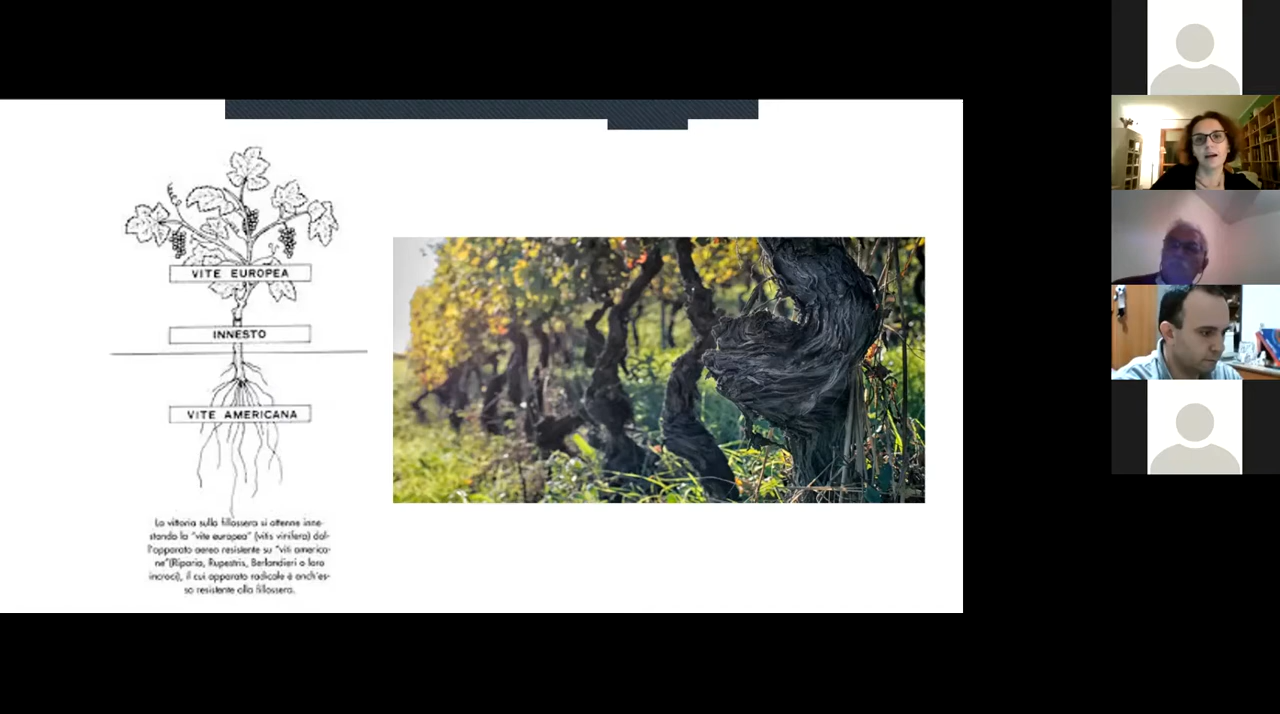 VITE EUROPEA
INNESTO
VITE AMERICANA
La vittoria sulla fillossera si ottenne inne-
stando la "vite europea" (vitis vinifera) dal-
l'apparato aereo resistente su "viti america-
ne"(Riparia, Rupestris, Berlandieri o loro
incroci), il cui apparato radicale è anch'es-
so resistente alla fillossera.